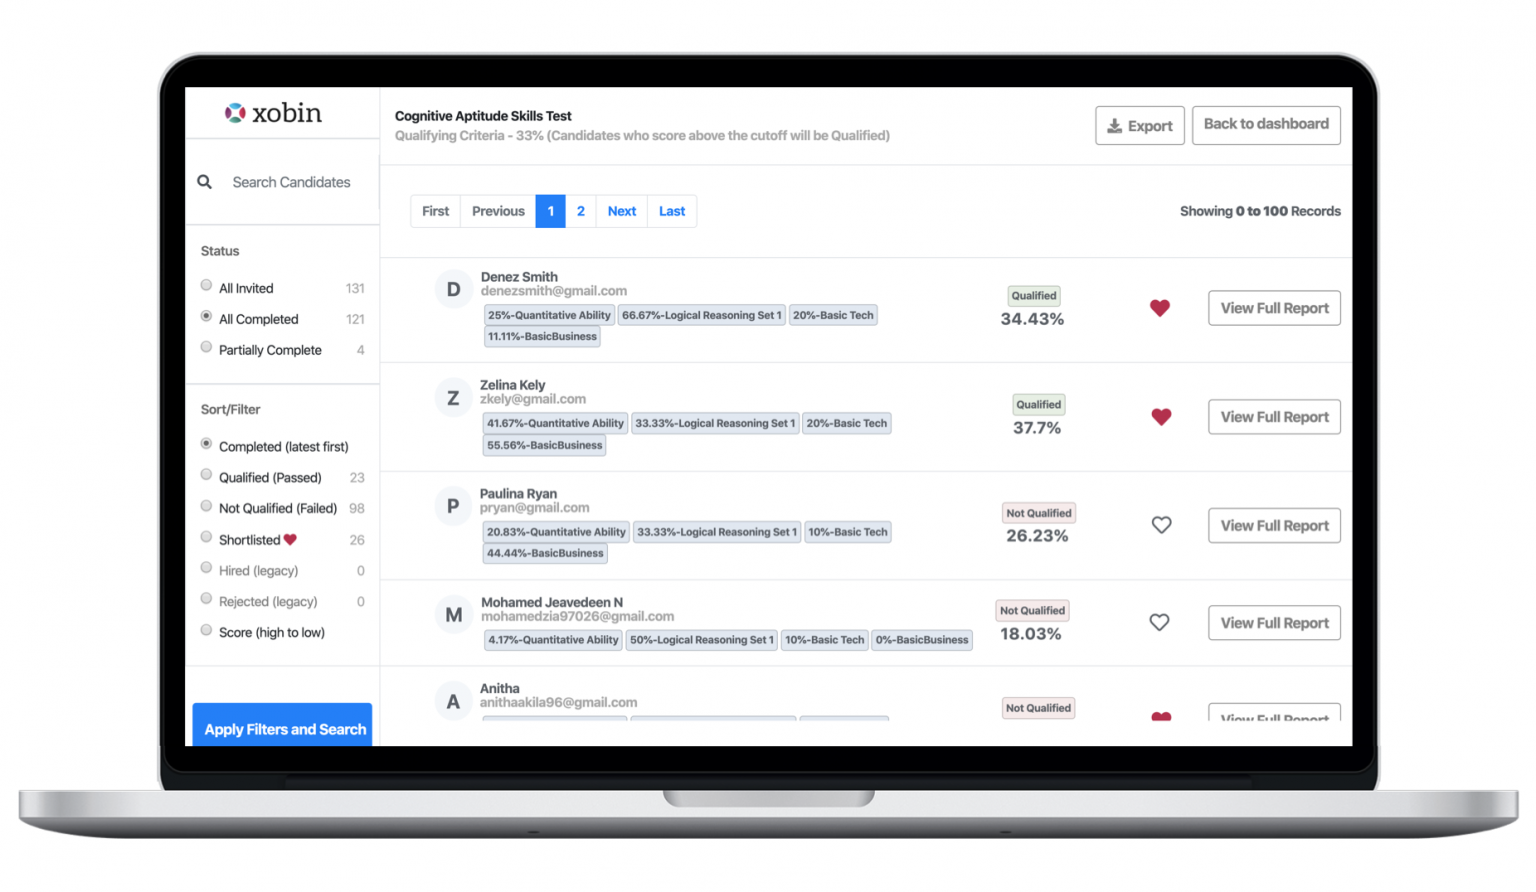 xobin
Cognitive Aptitude Skills Test
Qualifying Criteria - 33% (Candidates who score above the cutoff will be Qualified)
Export
Back to dashboard
Search Candidates
First Previous 1 2 Next Last
Showing 0 to 100 Records
Status
All Invited 131
All Completed 121
Partially Complete 4
Sort/Filter
Completed (latest first)
Qualified (Passed) 23
Not Qualified (Failed) 98
Shortlisted 26
Hired (legacy) 0
Rejected (legacy) 0
Score (high to low)
Apply Filters and Search
D
Denez Smith
denezsmith@gmail.com
25%-Quantitative Ability 66.67%-Logical Reasoning Set 1 20%-Basic Tech
11.11%-BasicBusiness
Qualified
34.43%
View Full Report
Z
Zelina Kely
zkely@gmail.com
41.67%-Quantitative Ability 33.33%-Logical Reasoning Set 1 20%-Basic Tech
55.56%-BasicBusiness
Qualified
37.7%
View Full Report
P
Paulina Ryan
pryan@gmail.com
20.83%-Quantitative Ability 33.33%-Logical Reasoning Set 1 10%-Basic Tech
44.44%-BasicBusiness
Not Qualified
26.23%
View Full Report
M
Mohamed Jeavedeen N
mohamedzia97026@gmail.com
4.17%-Quantitative Ability 50%-Logical Reasoning Set 1 10%-Basic Tech 0%-BasicBusiness
Not Qualified
18.03%
View Full Report
A
Anitha
anithaakila96@gmail.com
Not Qualified
View Full Report